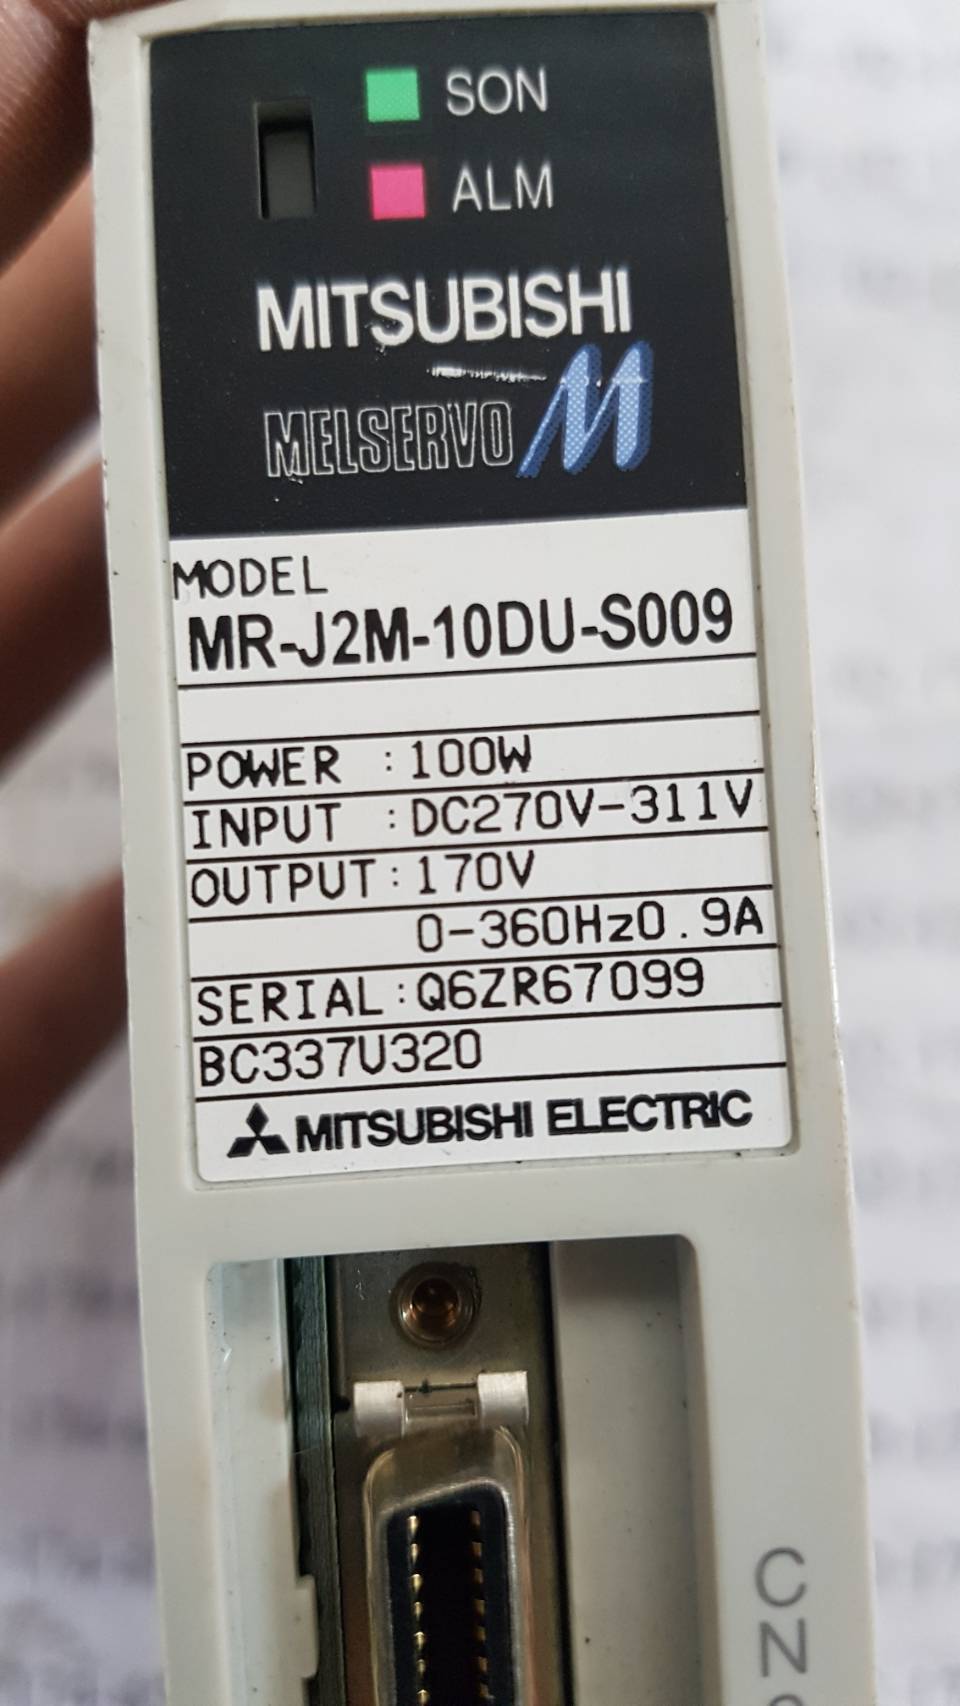 SON
ALM
MITSUBISHI
MELSERVO
MODEL
MR-J2M-10DU-S009
POWER : 100W
INPUT : DC270V-311V
OUTPUT : 170V
0-360Hz0.9A
SERIAL : Q6ZR67099
BC337U320
MITSUBISHI ELECTRIC
CN